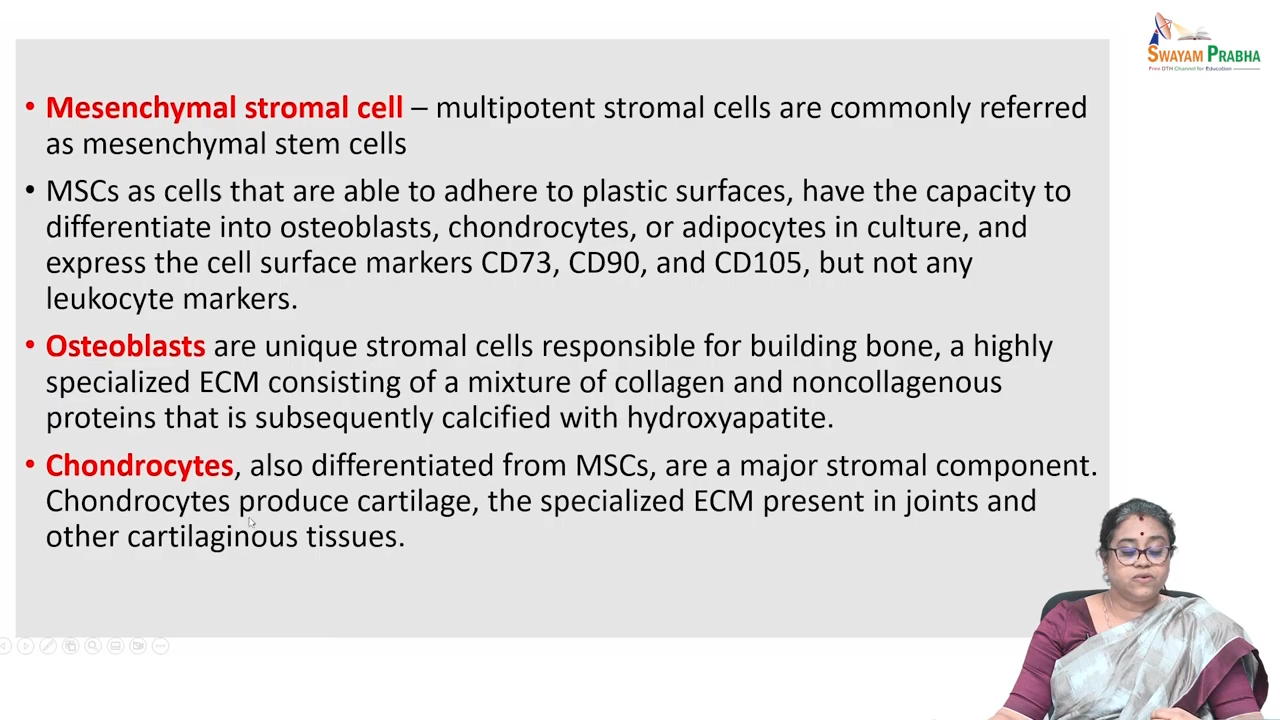 SWAYAM PRABHA
Free DTH Channel for Education
• Mesenchymal stromal cell – multipotent stromal cells are commonly referred
as mesenchymal stem cells
• MSCs as cells that are able to adhere to plastic surfaces, have the capacity to
differentiate into osteoblasts, chondrocytes, or adipocytes in culture, and
express the cell surface markers CD73, CD90, and CD105, but not any
leukocyte markers.
• Osteoblasts are unique stromal cells responsible for building bone, a highly
specialized ECM consisting of a mixture of collagen and noncollagenous
proteins that is subsequently calcified with hydroxyapatite.
• Chondrocytes, also differentiated from MSCs, are a major stromal component.
Chondrocytes produce cartilage, the specialized ECM present in joints and
other cartilaginous tissues.